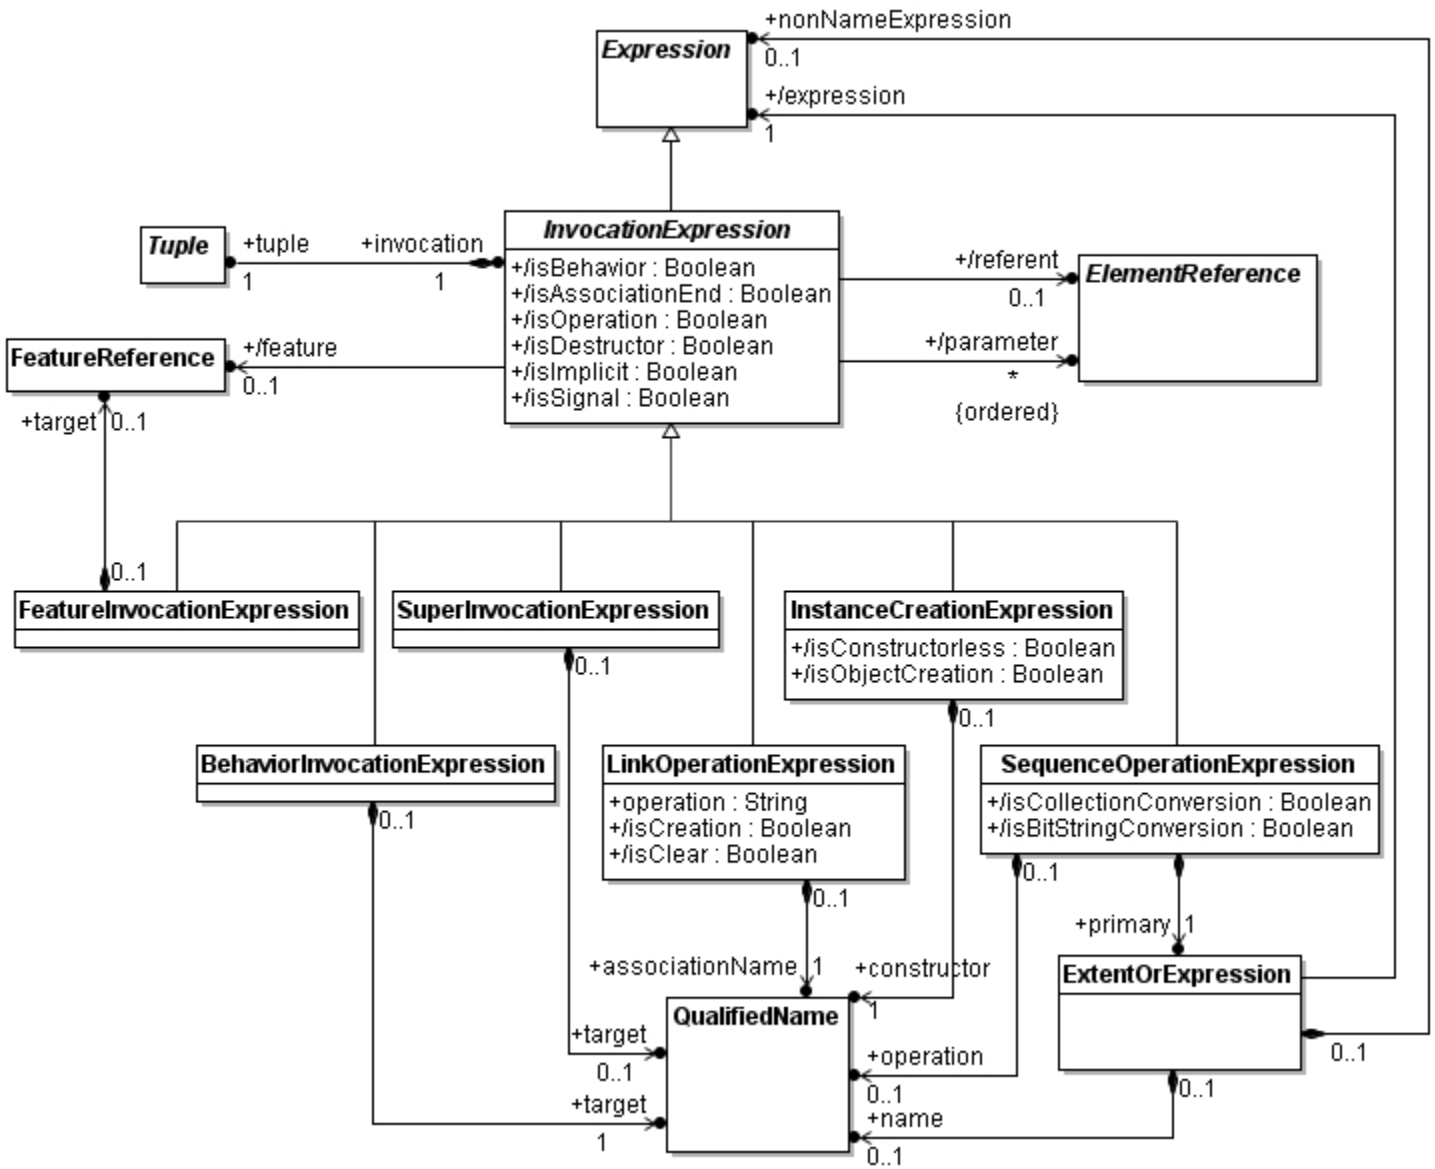 +nonNameExpression
Expression
0..1
+/expression
1
InvocationExpression
+/isBehavior : Boolean
+/isAssociationEnd : Boolean
+/isOperation : Boolean
+/isDestructor : Boolean
+/isImplicit : Boolean
+/isSignal : Boolean
Tuple
+tuple
+invocation
1
1
+/referent
0..1
ElementReference
+/parameter
*
{ordered}
FeatureReference
+/feature
0..1
+target
0..1
0..1
FeatureInvocationExpression
SuperInvocationExpression
0..1
InstanceCreationExpression
+/isConstructorless : Boolean
+/isObjectCreation : Boolean
0..1
BehaviorInvocationExpression
0..1
LinkOperationExpression
+operation : String
+/isCreation : Boolean
+/isClear : Boolean
0..1
SequenceOperationExpression
+/isCollectionConversion : Boolean
+/isBitStringConversion : Boolean
0..1
+primary
1
+associationName
1
+constructor
1
ExtentOrExpression
QualifiedName
+target
0..1
+operation
0..1
0..1
0..1
+target
1
+name
0..1